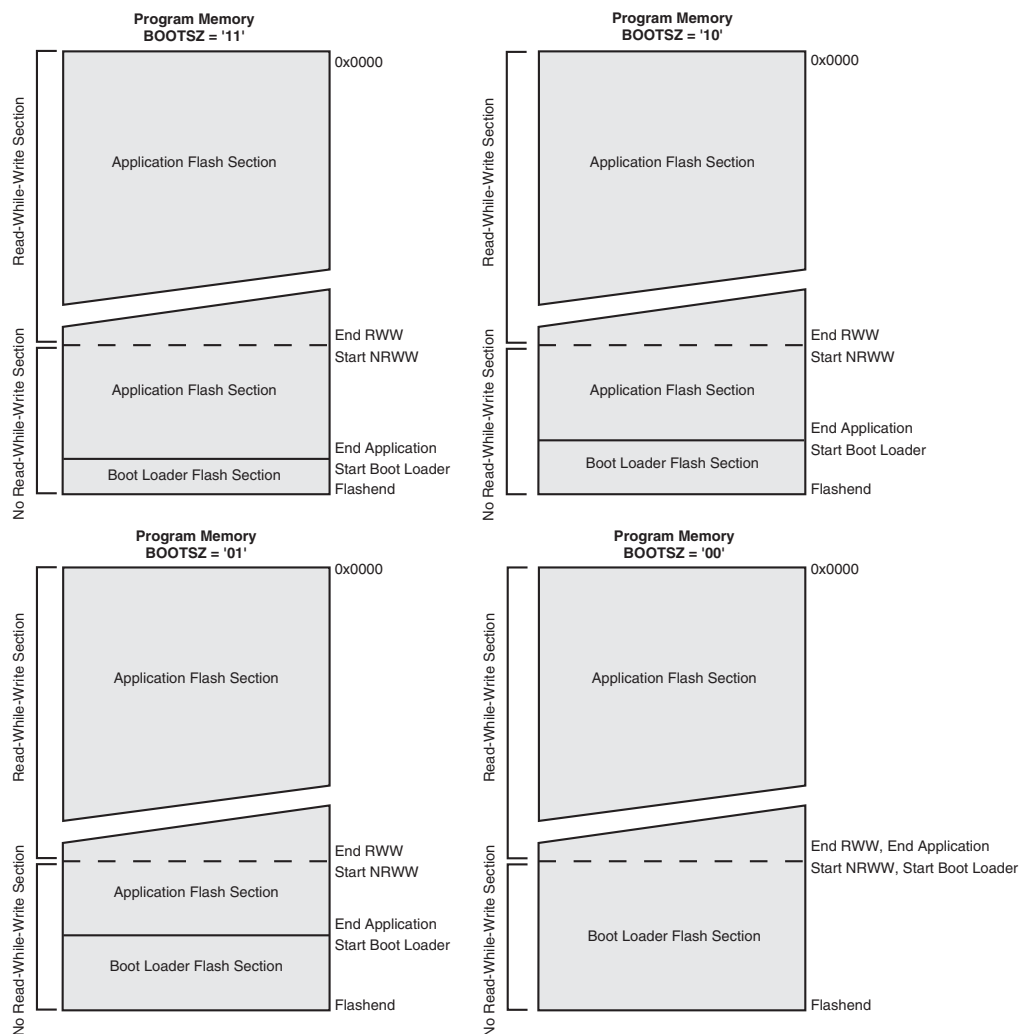 Program Memory
BOOTSZ = '11'
0x0000
Read-While-Write Section
Application Flash Section
End RWW
Start NRWW
No Read-While-Write Section
Application Flash Section
End Application
Start Boot Loader
Boot Loader Flash Section
Flashend
Program Memory
BOOTSZ = '10'
0x0000
Read-While-Write Section
Application Flash Section
End RWW
Start NRWW
No Read-While-Write Section
Application Flash Section
End Application
Start Boot Loader
Boot Loader Flash Section
Flashend
Program Memory
BOOTSZ = '01'
0x0000
Read-While-Write Section
Application Flash Section
End RWW
Start NRWW
No Read-While-Write Section
Application Flash Section
End Application
Start Boot Loader
Boot Loader Flash Section
Flashend
Program Memory
BOOTSZ = '00'
0x0000
Read-While-Write Section
Application Flash Section
End RWW, End Application
Start NRWW, Start Boot Loader
No Read-While-Write Section
Boot Loader Flash Section
Flashend